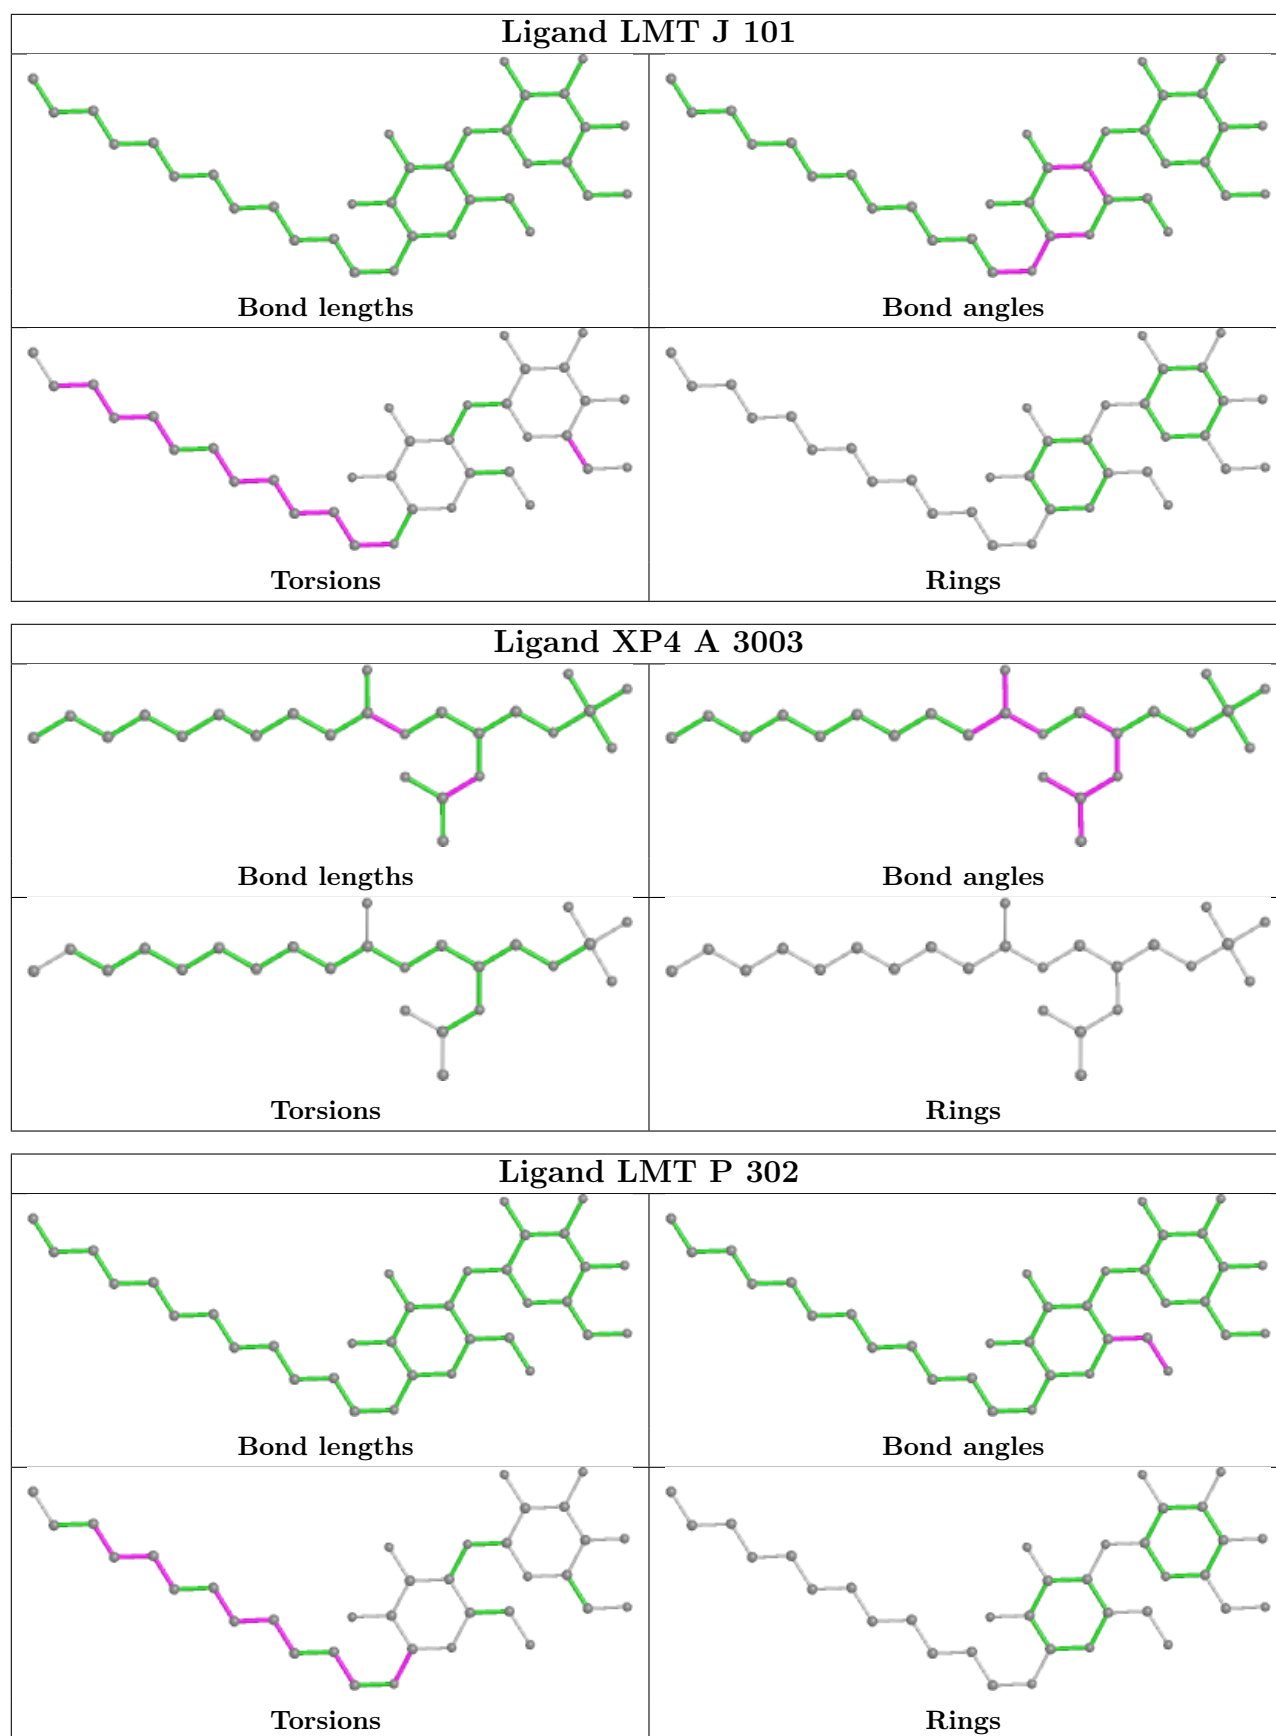 Ligand LMT J 101
Bond lengths
Bond angles
Torsions
Rings
Ligand XP4 A 3003
Bond lengths
Bond angles
Torsions
Rings
Ligand LMT P 302
Bond lengths
Bond angles
Torsions
Rings